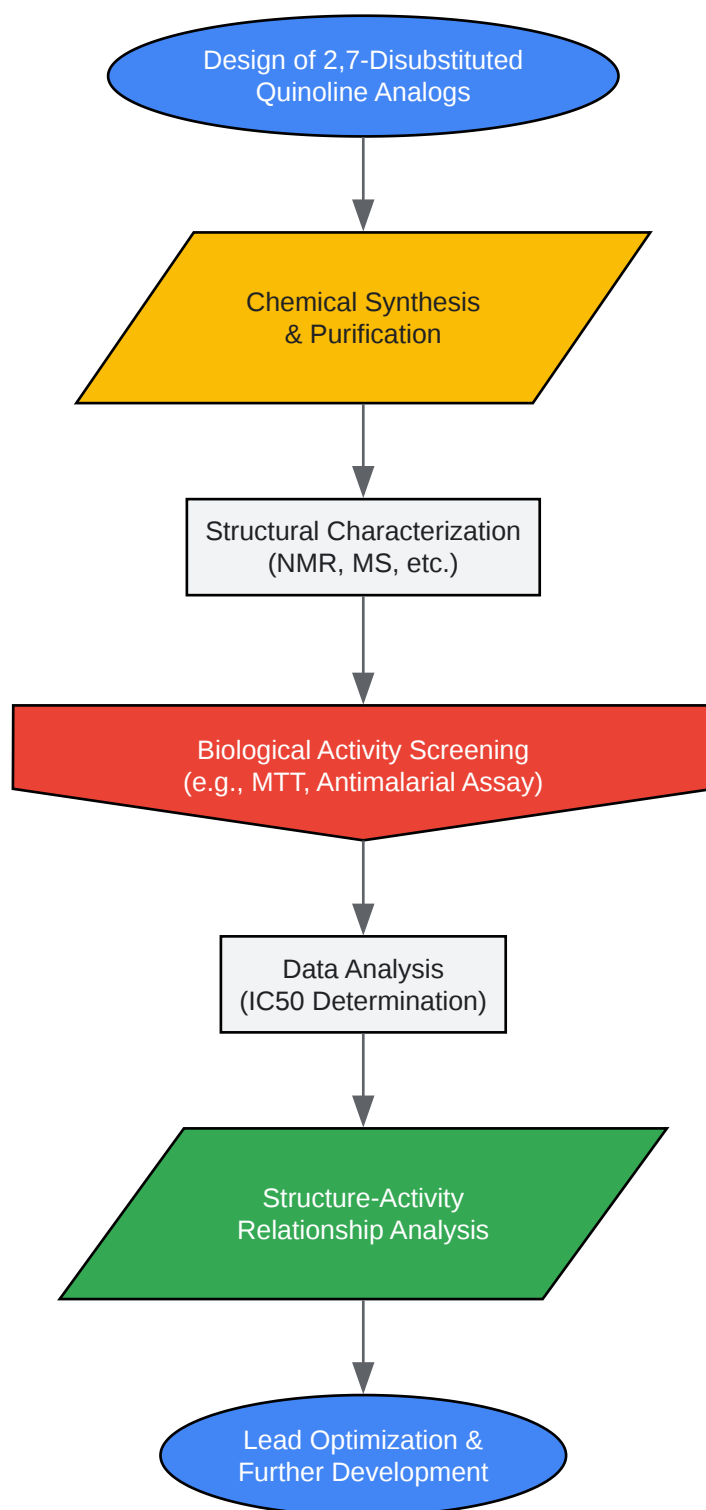 Design of 2,7-Disubstituted
Quinoline Analogs
Chemical Synthesis
& Purification
Structural Characterization
(NMR, MS, etc.)
Biological Activity Screening
(e.g., MTT, Antimalarial Assay)
Data Analysis
(IC50 Determination)
Structure-Activity
Relationship Analysis
Lead Optimization &
Further Development